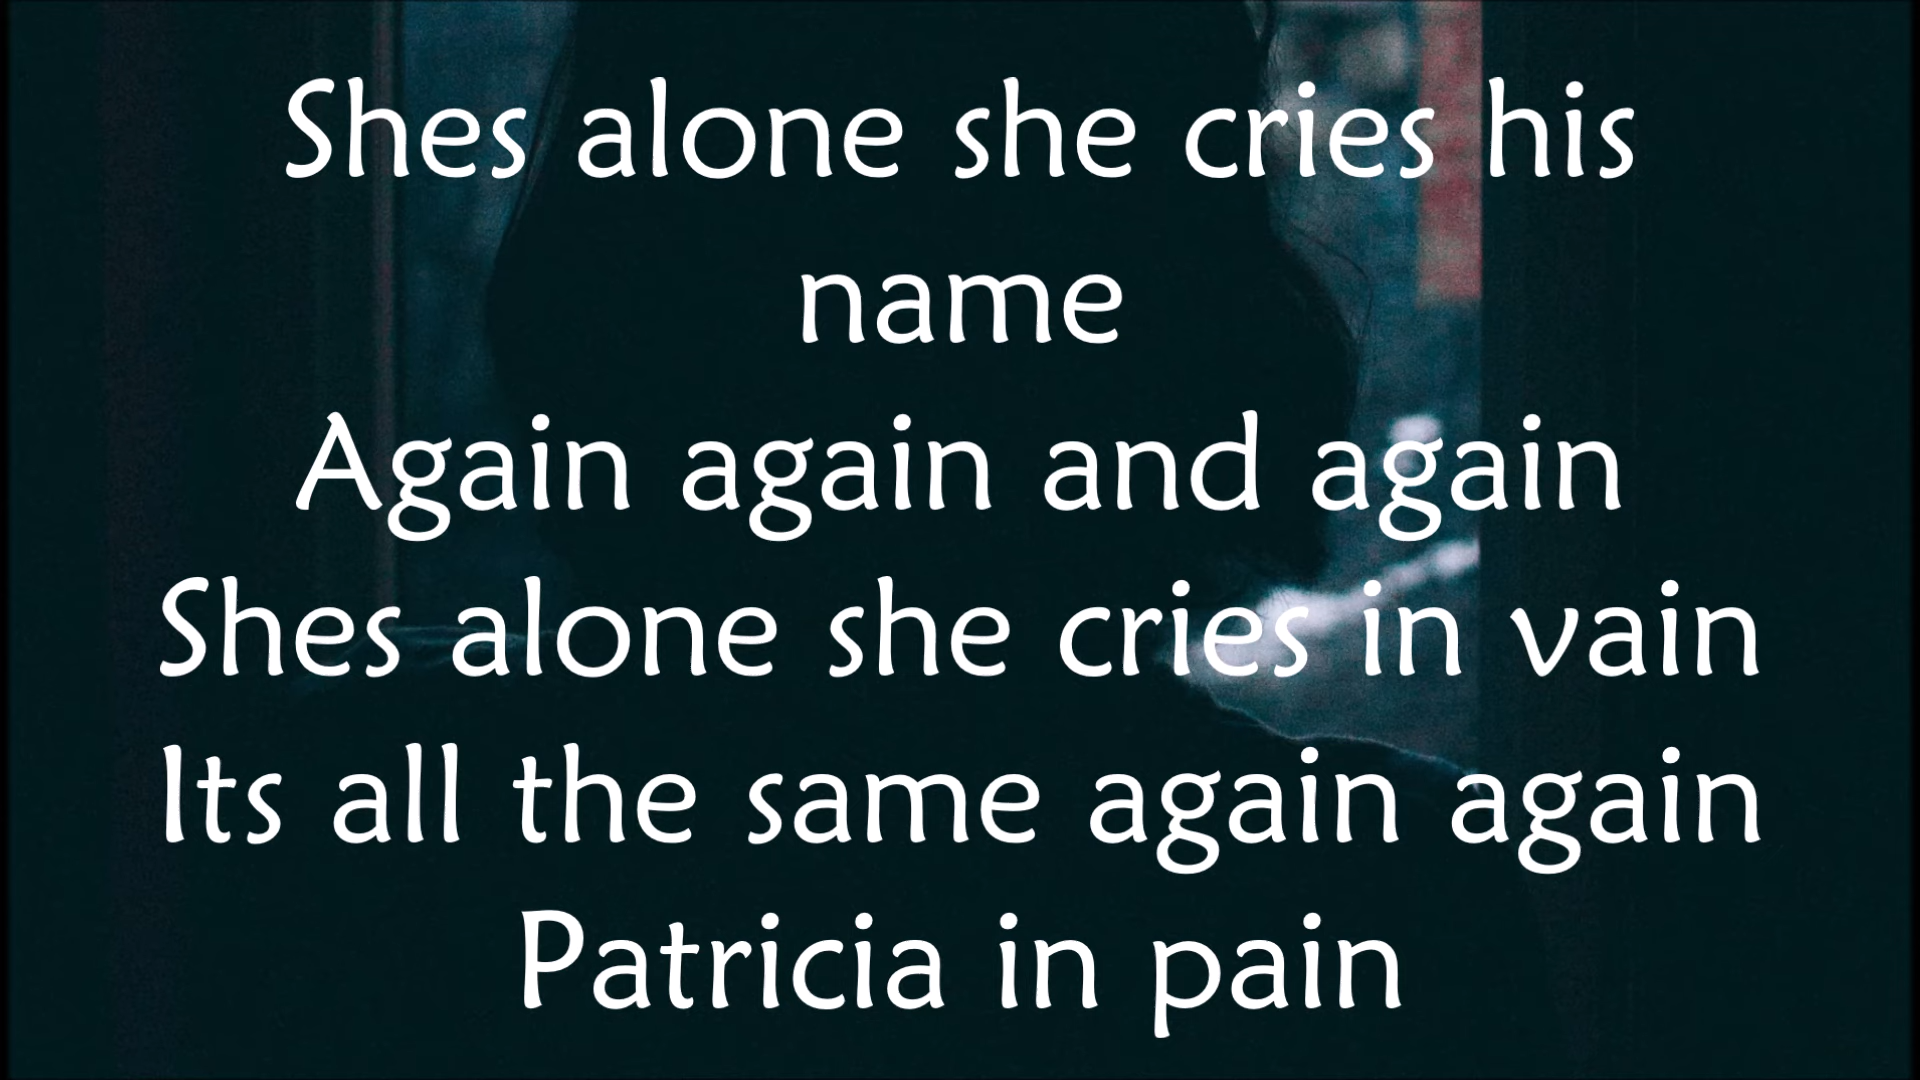 Shes alone she cries his
name
Again again and again
Shes alone she cries in vain
Its all the same again again
Patricia in pain